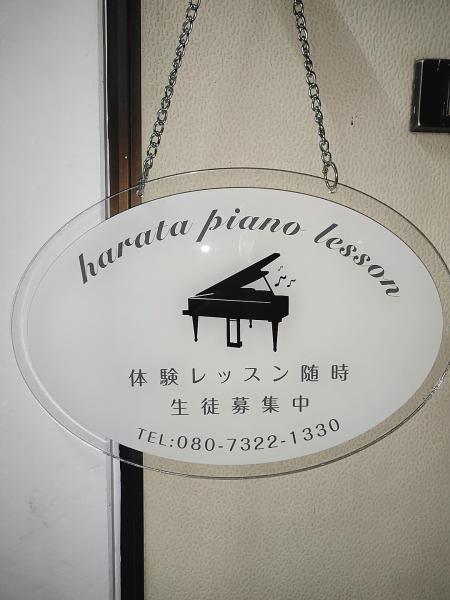 harata piano lesson
体験レッスン随時
生徒募集中
TEL:080-7322-1330